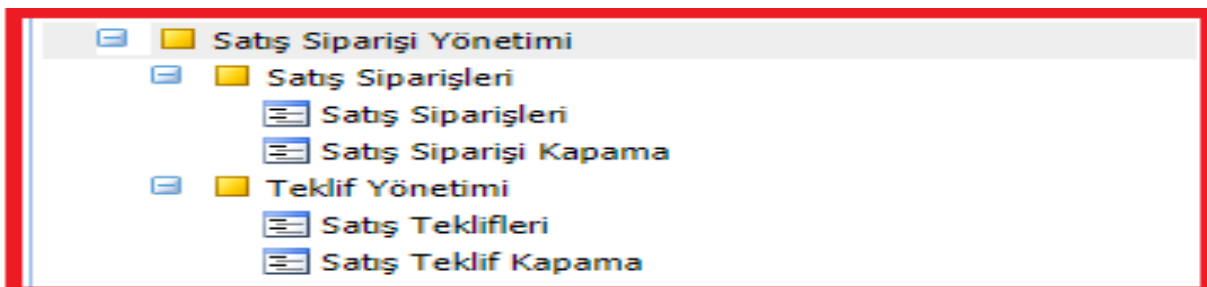 Satış Siparişi Yönetimi
Satış Siparişleri
Satış Siparişleri
Satış Siparişi Kapama
Teklif Yönetimi
Satış Teklifleri
Satış Teklif Kapama